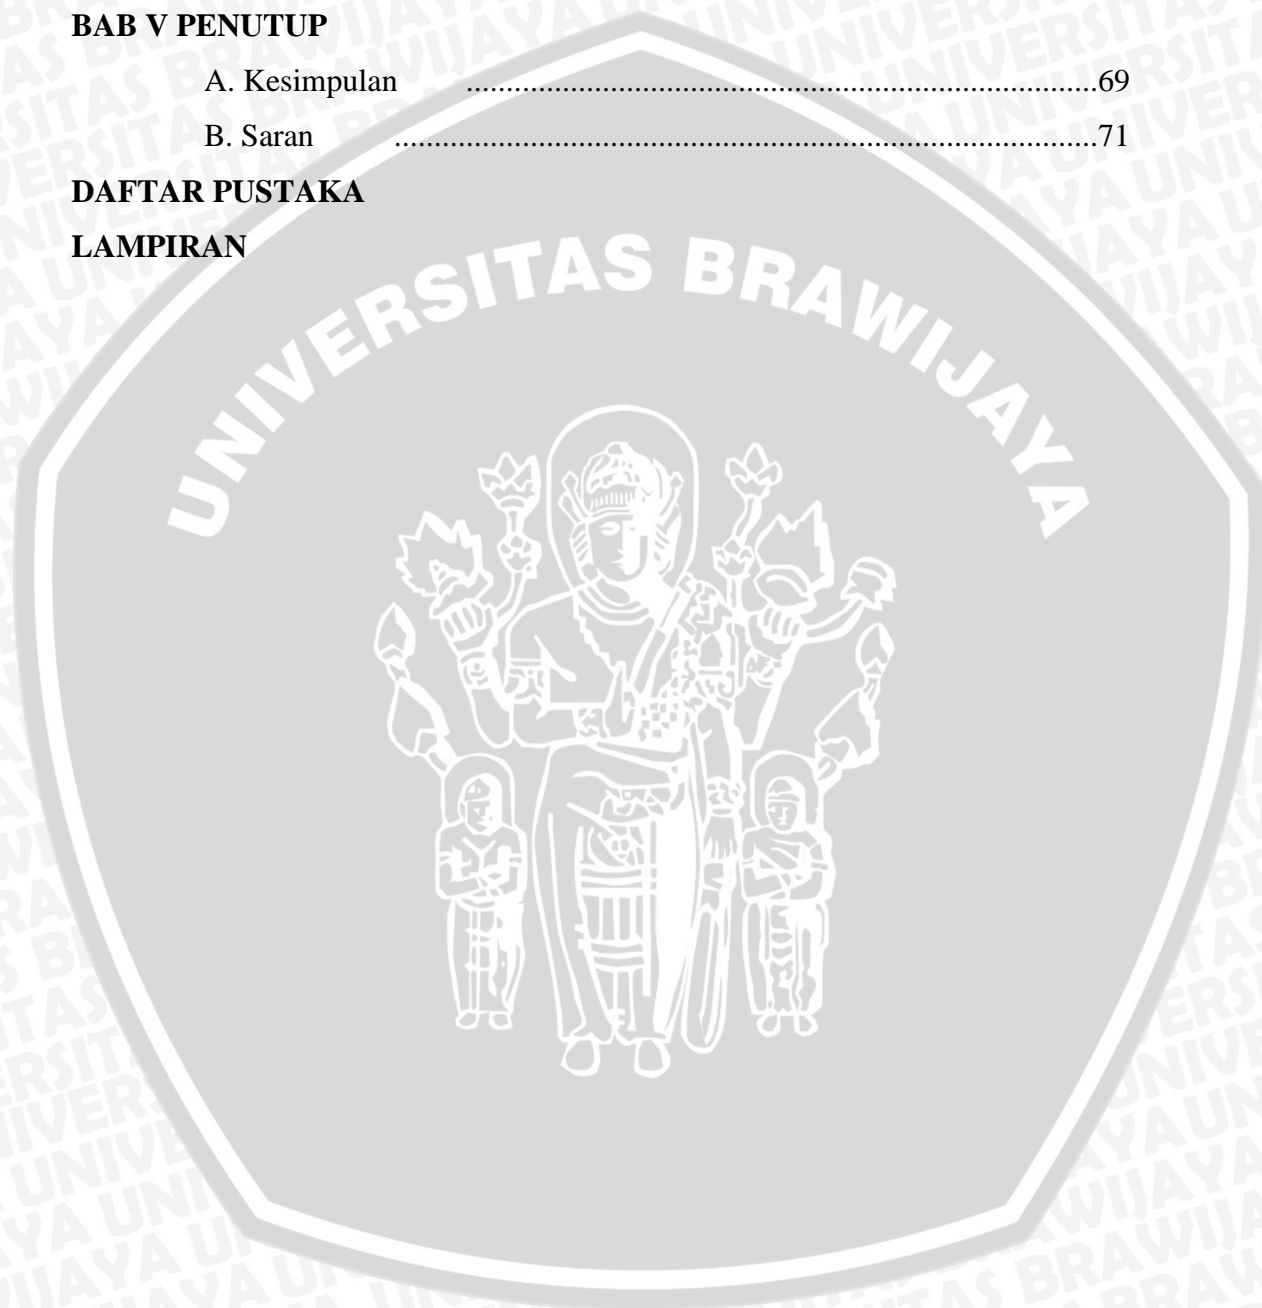 BAB V PENUTUP
A. Kesimpulan ................................................................................69
B. Saran .........................................................................................71
DAFTAR PUSTAKA
LAMPIRAN
UNIVERSITAS BRAWIJAYA